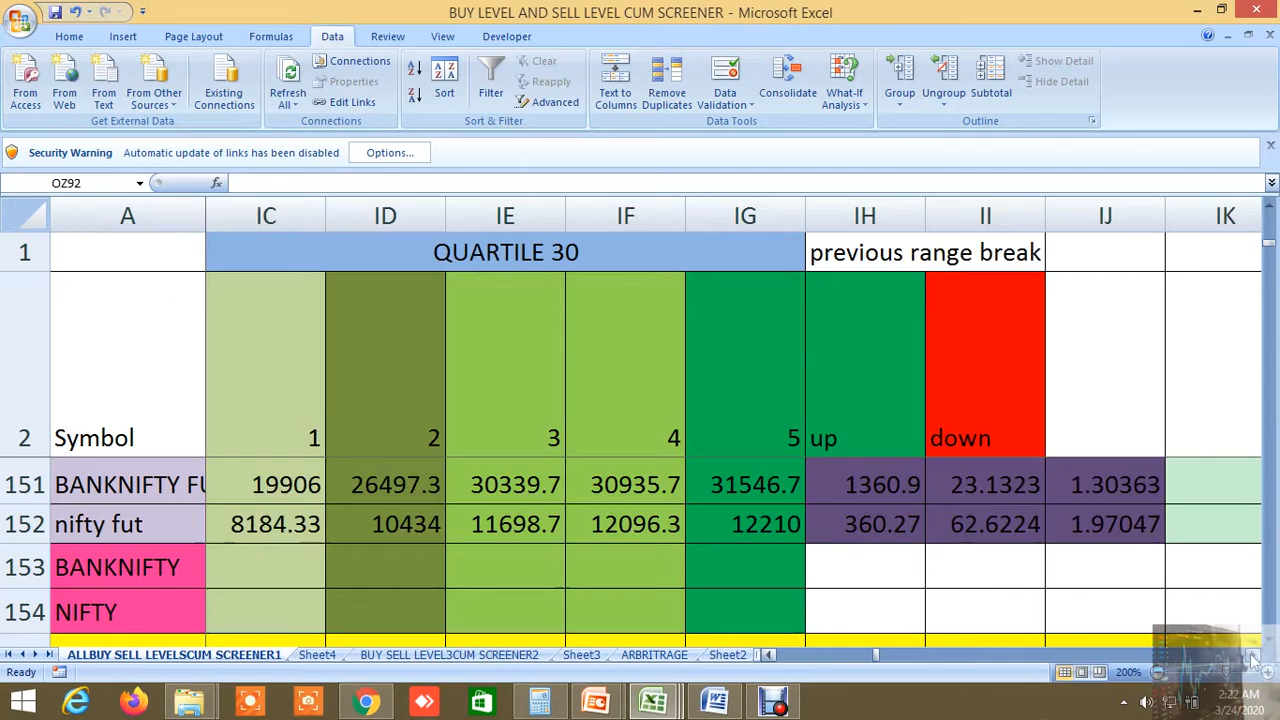 BUY LEVEL AND SELL LEVEL CUM SCREENER - Microsoft Excel
Home Insert Page Layout Formulas Data Review View Developer
From Access From Web From Text From Other Sources Existing Connections Refresh All Connections Properties Edit Links Sort Filter Clear Reapply Advanced Text to Columns Remove Duplicates Data Validation Consolidate What-If Analysis Group Ungroup Subtotal Show Detail Hide Detail
Get External Data Connections Sort & Filter Data Tools Outline
Security Warning Automatic update of links has been disabled Options...
OZ92 fx
A IC ID IE IF IG IH II IJ IK
1 QUARTILE 30 previous range break
2 Symbol 1 2 3 4 5 up down
151 BANKNIFTY FU 19906 26497.3 30339.7 30935.7 31546.7 1360.9 23.1323 1.30363
152 nifty fut 8184.33 10434 11698.7 12096.3 12210 360.27 62.6224 1.97047
153 BANKNIFTY
154 NIFTY
ALLBUY SELL LEVELSCUM SCREENER1 Sheet4 BUY SELL LEVEL3CUM SCREENER2 Sheet3 ARBRITRAGE Sheet2
Ready 200%
2:22 AM
3/24/2020